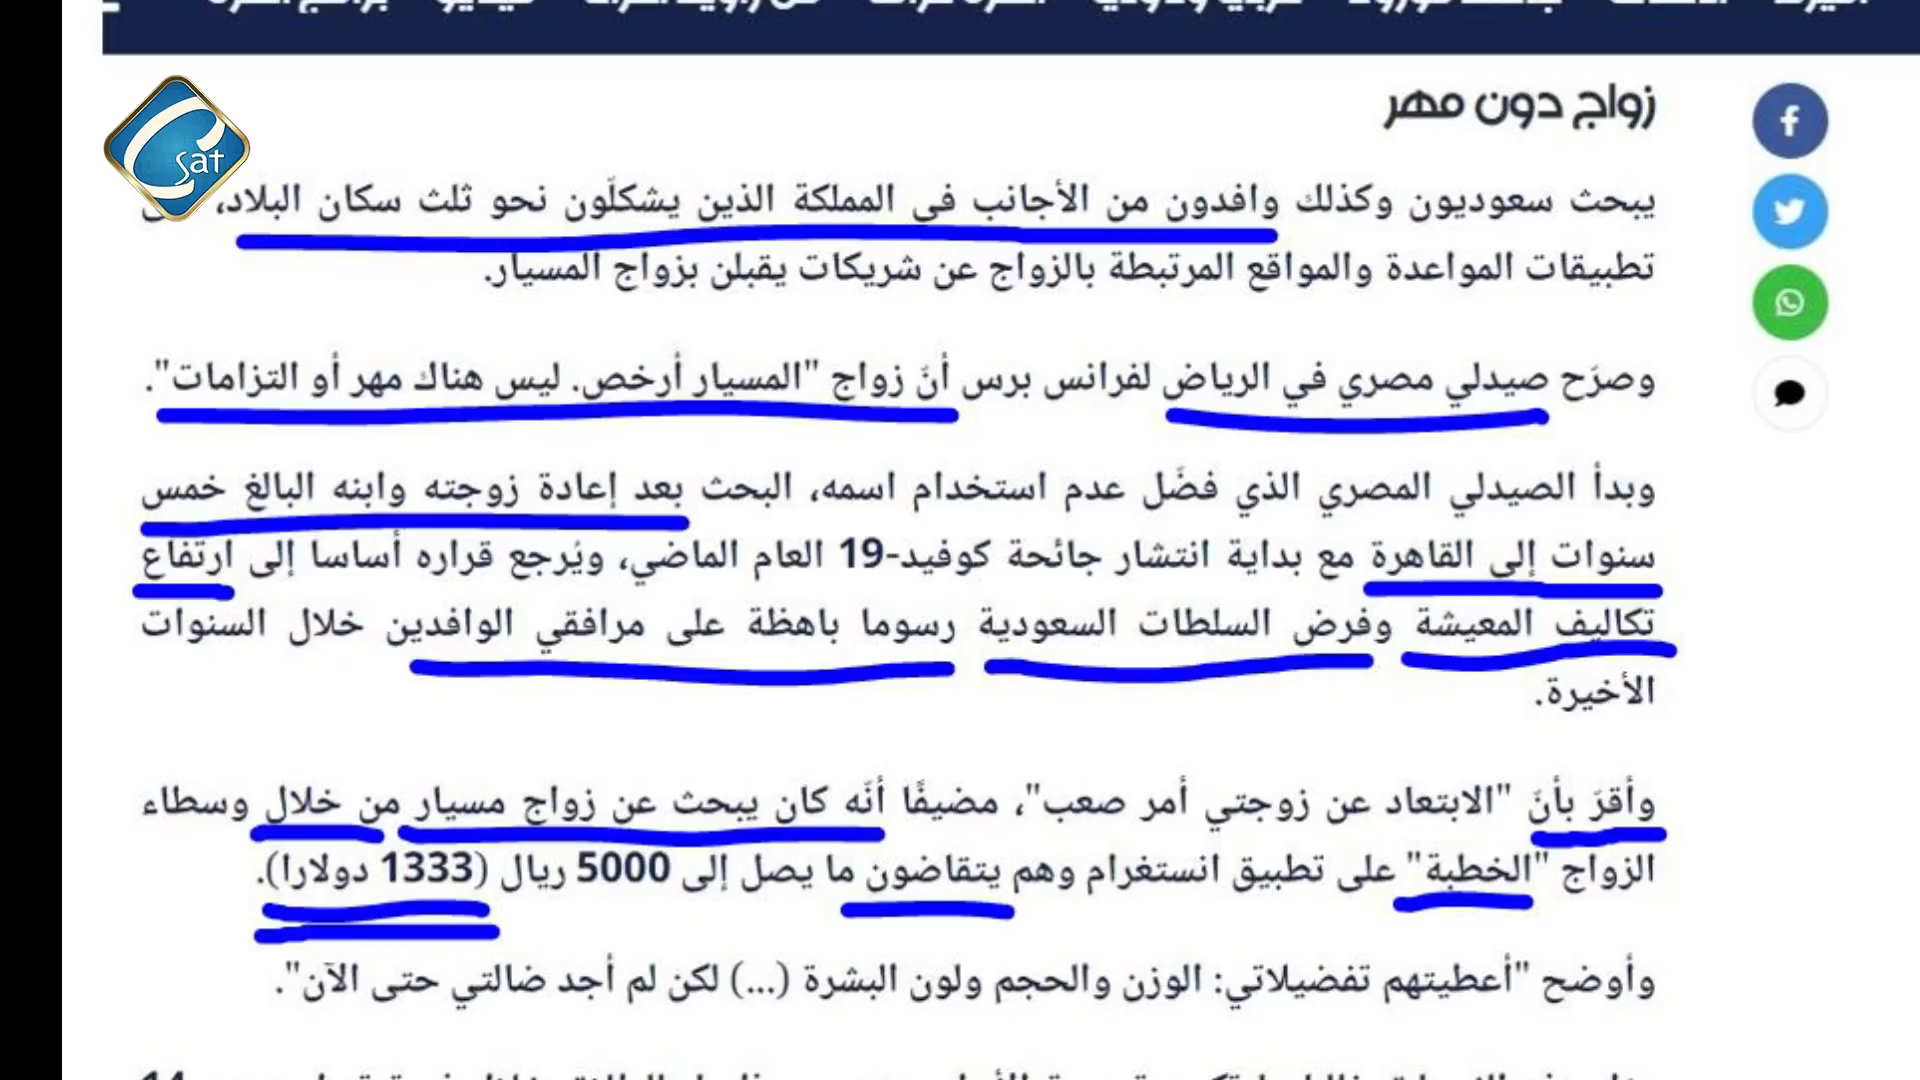 زواج دون مهر
sat
يبحث سعوديون وكذلك وافدون من الأجانب في المملكة الذين يشكلّون نحو ثلث سكان البلاد،
تطبيقات المواعدة والمواقع المرتبطة بالزواج عن شريكات يقبلن بزواج المسيار.
وصرّح صيدلي مصري في الرياض لفرانس برس أنّ زواج "المسيار أرخص. ليس هناك مهر أو التزامات".
وبدأ الصيدلي المصري الذي فضّل عدم استخدام اسمه، البحث بعد إعادة زوجته وابنه البالغ خمس
سنوات إلى القاهرة مع بداية انتشار جائحة كوفيد-19 العام الماضي، ويُرجع قراره أساسا إلى ارتفاع
تكاليف المعيشة وفرض السلطات السعودية رسوما باهظة على مرافقي الوافدين خلال السنوات
الأخيرة.
وأقرّ بأنّ "الابتعاد عن زوجتي أمر صعب"، مضيفًا أنّه كان يبحث عن زواج مسيار من خلال وسطاء
الزواج "الخطبة" على تطبيق انستغرام وهم يتقاضون ما يصل إلى 5000 ريال (1333 دولارا).
وأوضح "أعطيتهم تفضيلاتي: الوزن والحجم ولون البشرة (...) لكن لم أجد ضالتي حتى الآن".